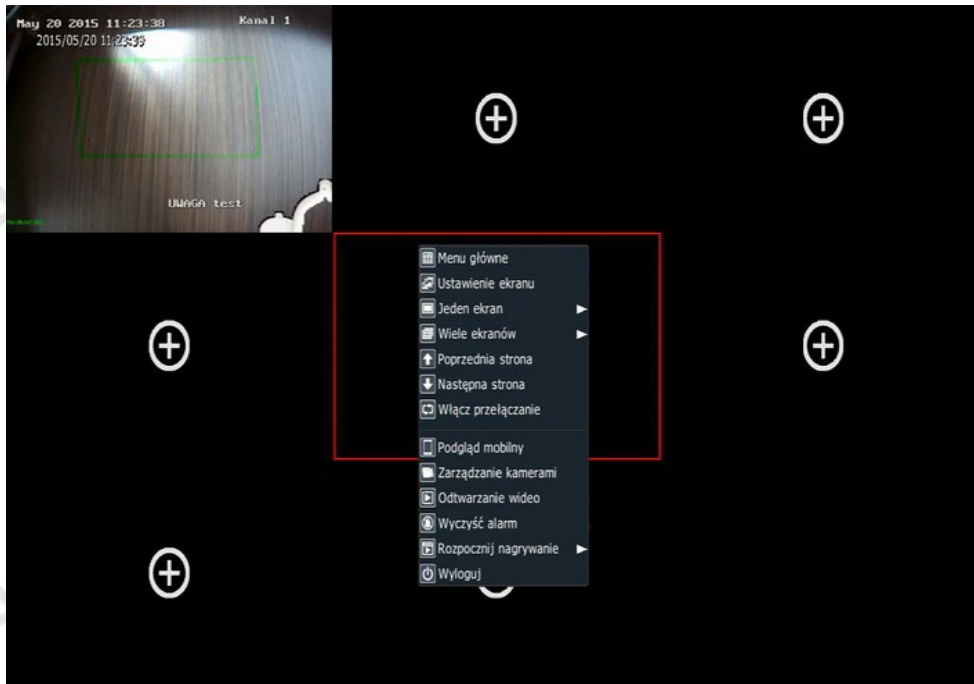 May 20 2015 11:23:38 Kanal 1
2015/05/20 11:23:39
UWAGA test
Menu główne
Ustawienie ekranu
Jeden ekran
Wiele ekranów
Poprzednia strona
Następna strona
Włącz przełączanie
Podgląd mobilny
Zarządzanie kamerami
Odtwarzanie wideo
Wyczyść alarm
Rozpocznij nagrywanie
Wyloguj